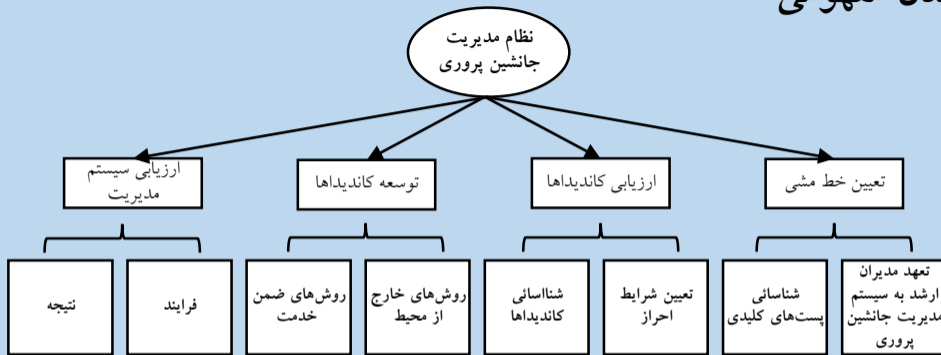 نظام مدیریت
جانشین پروری
تعیین خط مشی
ارزیابی کاندیداها
توسعه کاندیداها
ارزیابی سیستم
مدیریت
تعهد مدیران
ارشد به سیستم
مدیریت جانشین
پروری
شناسائی
پست‌های کلیدی
تعیین شرایط
احراز
شنااسائی
کاندیداها
روش‌های خارج
از محیط
روش‌های ضمن
خدمت
فرایند
نتیجه